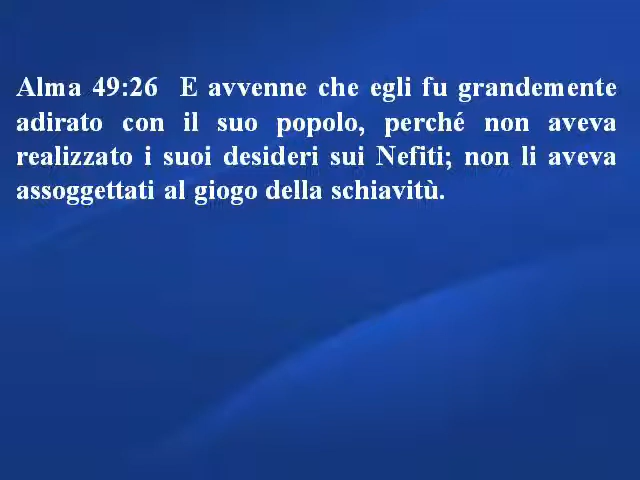 Alma 49:26 E avvenne che egli fu grandemente
adirato con il suo popolo, perché non aveva
realizzato i suoi desideri sui Nefiti; non li aveva
assoggettati al giogo della schiavitù.